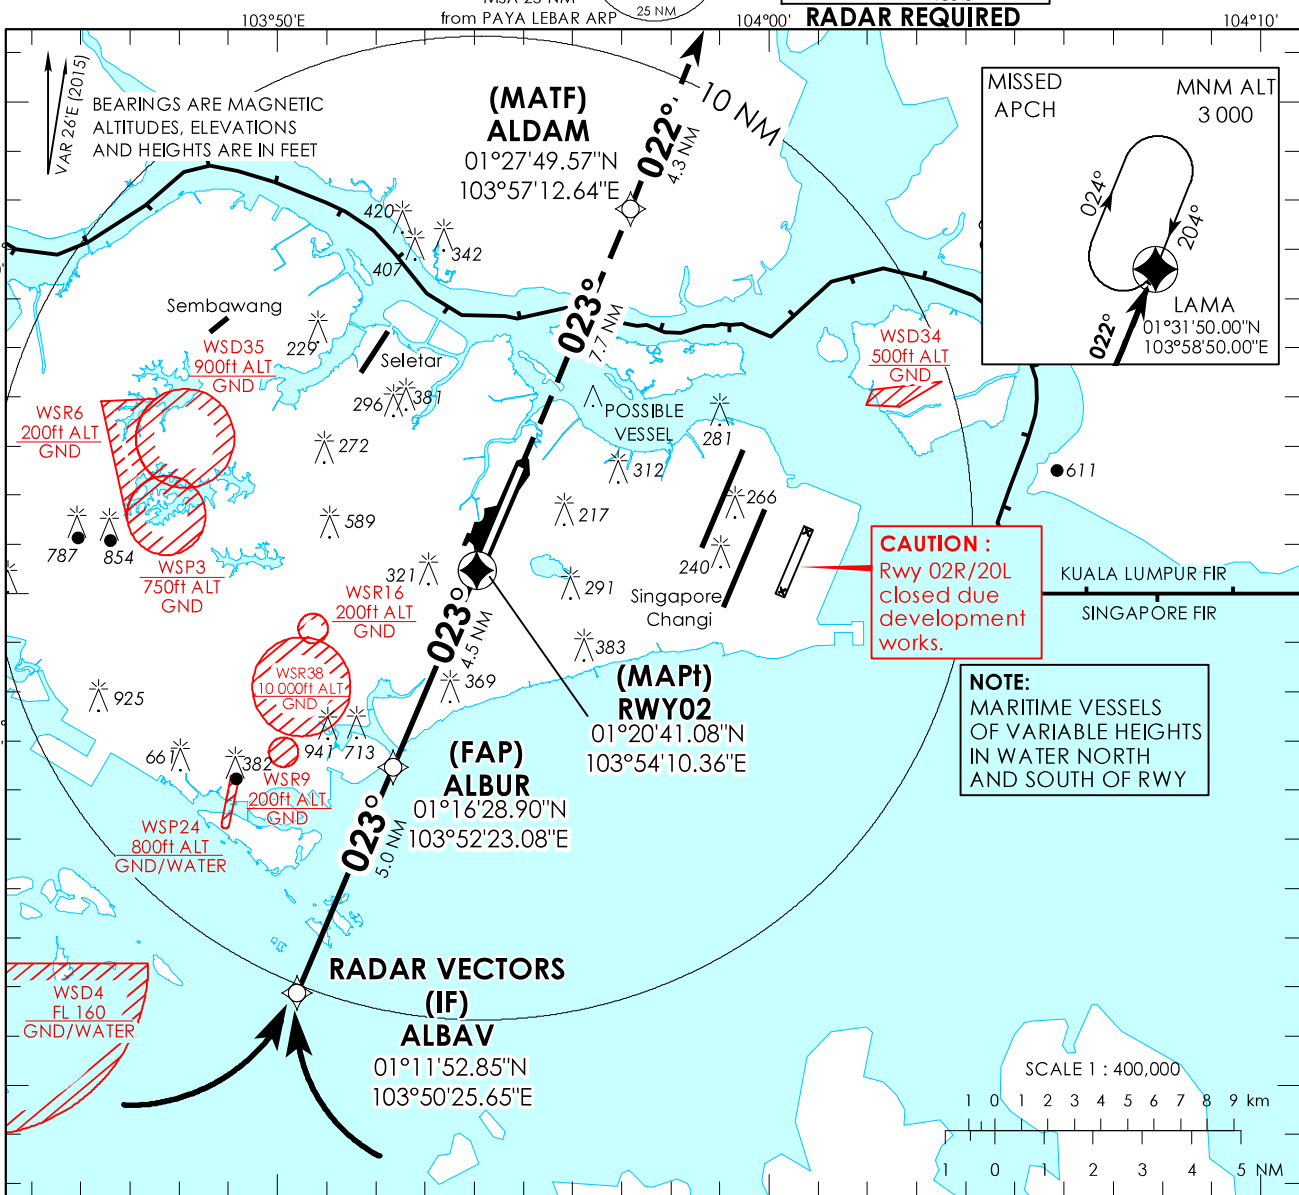 103°50'E
MSA 25 NM
from PAYA LEBAR ARP
25 NM
104°00'
RADAR REQUIRED
104°10'
VAR 26'E (2015)
BEARINGS ARE MAGNETIC
ALTITUDES, ELEVATIONS
AND HEIGHTS ARE IN FEET
(MATF)
ALDAM
01°27'49.57"N
103°57'12.64"E
022°
4.3 NM
10 NM
MISSED
APCH
MNM ALT
3 000
024°
204°
022°
LAMA
01°31'50.00"N
103°58'50.00"E
420
407
342
Sembawang
229
Seletar
023°
7.7 NM
WSD35
900ft ALT
GND
WSD34
500ft ALT
GND
WSR6
200ft ALT
GND
296
381
POSSIBLE
VESSEL
281
272
312
611
266
217
589
787
854
WSP3
750ft ALT
GND
321
291
240
Singapore
Changi
CAUTION :
Rwy 02R/20L
closed due
development
works.
KUALA LUMPUR FIR
SINGAPORE FIR
WSR16
200ft ALT
GND
023°
4.5 NM
383
WSR38
10 000ft ALT
GND
369
(MAPt)
RWY02
01°20'41.08"N
103°54'10.36"E
NOTE:
MARITIME VESSELS
OF VARIABLE HEIGHTS
IN WATER NORTH
AND SOUTH OF RWY
925
661
382
941
713
(FAP)
ALBUR
01°16'28.90"N
103°52'23.08"E
WSR9
200ft ALT
GND
WSP24
800ft ALT
GND/WATER
023°
5.0 NM
WSD4
FL 160
GND/WATER
RADAR VECTORS
(IF)
ALBAV
01°11'52.85"N
103°50'25.65"E
SCALE 1 : 400,000
1 0 1 2 3 4 5 6 7 8 9 km
1 0 1 2 3 4 5 NM